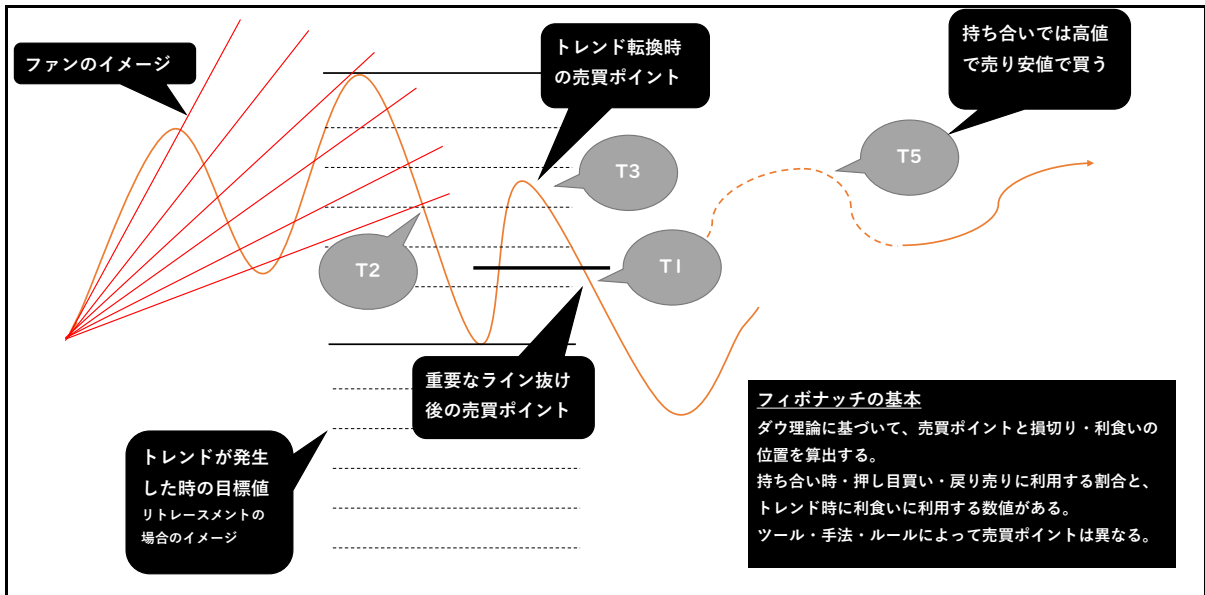 ファンのイメージ
トレンド転換時
の売買ポイント
持ち合いでは高値
で売り安値で買う
T5
T3
T2
T1
重要なライン抜け
後の売買ポイント
トレンドが発生
した時の目標値
リトレースメントの
場合のイメージ
フィボナッチの基本
ダウ理論に基づいて、売買ポイントと損切り・利食いの
位置を算出する。
持ち合い時・押し目買い・戻り売りに利用する割合と、
トレンド時に利食いに利用する数値がある。
ツール・手法・ルールによって売買ポイントは異なる。